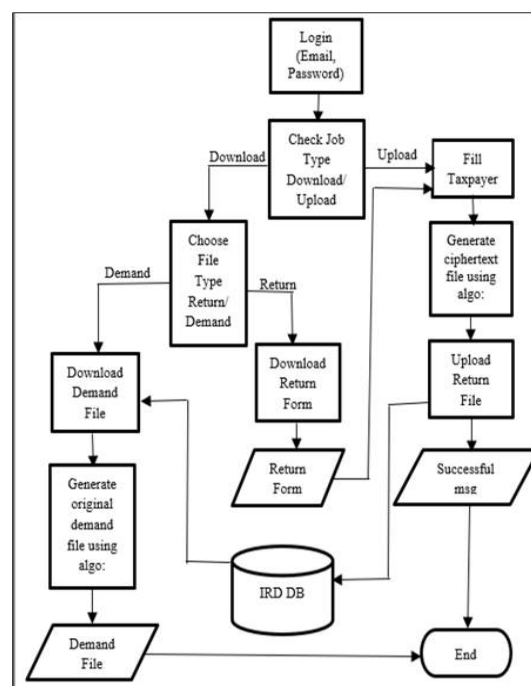 Login
(Email,
Password)
Check Job
Type
Download/
Upload
Download
Upload
Fill
Taxpayer
Choose
File
Type
Return/
Demand
Generate
ciphertext
file using
algo:
Demand
Return
Download
Demand
File
Download
Return
Form
Upload
Return
File
Generate
original
demand
file using
algo:
Return
Form
Successful
msg
IRD DB
Demand
File
End